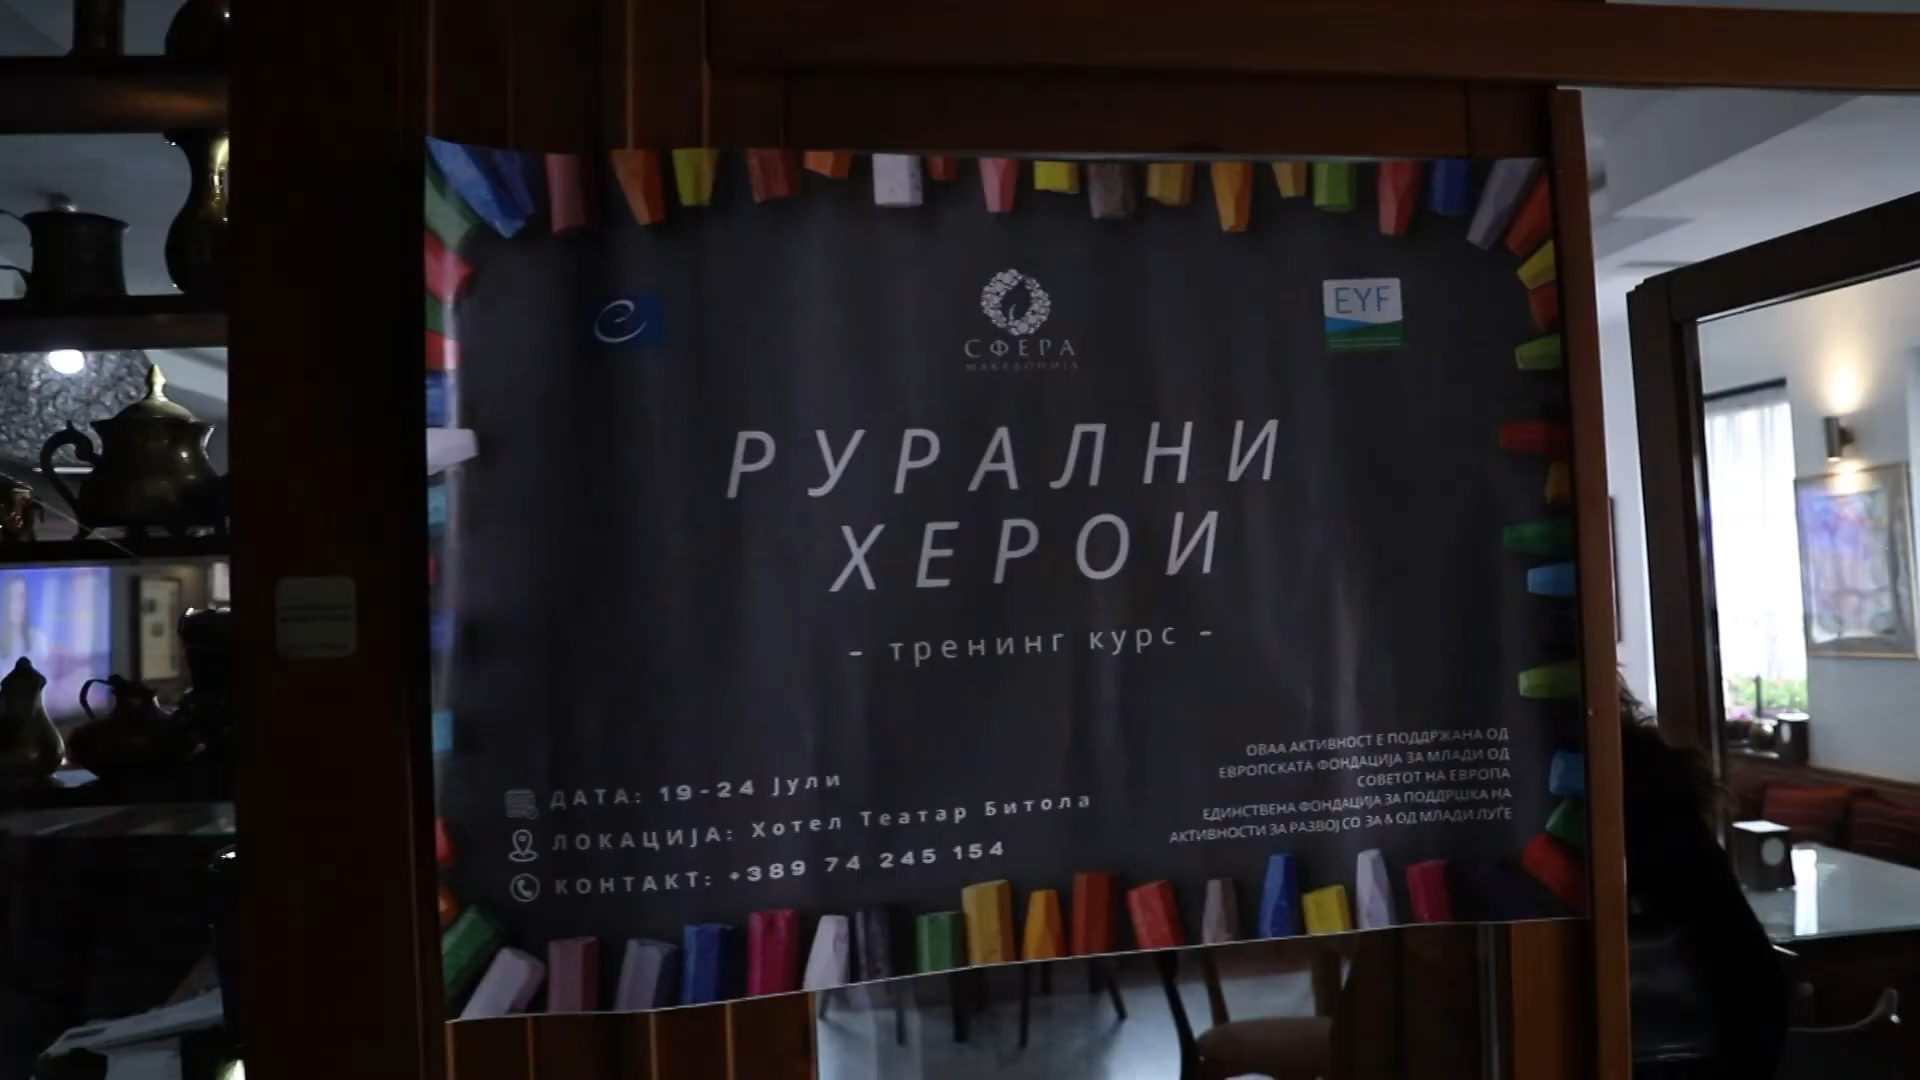 СФЕРА
МАКЕДОНИЈА
EYF
РУРАЛНИ
ХЕРОИ
- тренинг курс -
ДАТА: 19-24 Јули
ЛОКАЦИЈА: Хотел Театар Битола
КОНТАКТ: +389 74 245 154
ОВАА АКТИВНОСТ Е ПОДДРЖАНА ОД
ЕВРОПСКАТА ФОНДАЦИЈА ЗА МЛАДИ ОД
СОВЕТОТ НА ЕВРОПА
ЕДИНСТВЕНА ФОНДАЦИЈА ЗА ПОДДРШКА НА
АКТИВНОСТИ ЗА РАЗВОЈ СО ЗА & ОД МЛАДИ ЛУЃЕ